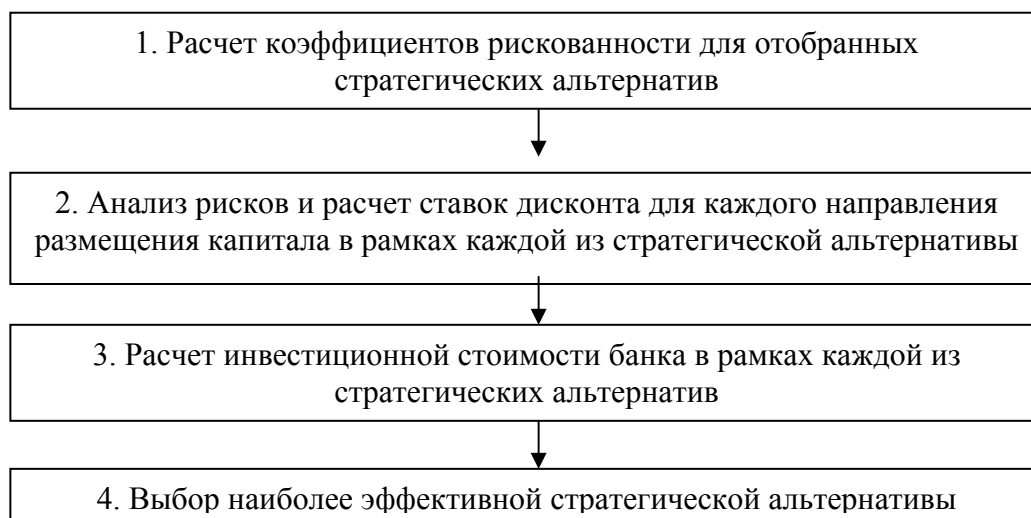 1. Расчет коэффициентов рискованности для отобранных
стратегических альтернатив
2. Анализ рисков и расчет ставок дисконта для каждого направления
размещения капитала в рамках каждой из стратегической альтернативы
3. Расчет инвестиционной стоимости банка в рамках каждой из
стратегических альтернатив
4. Выбор наиболее эффективной стратегической альтернативы